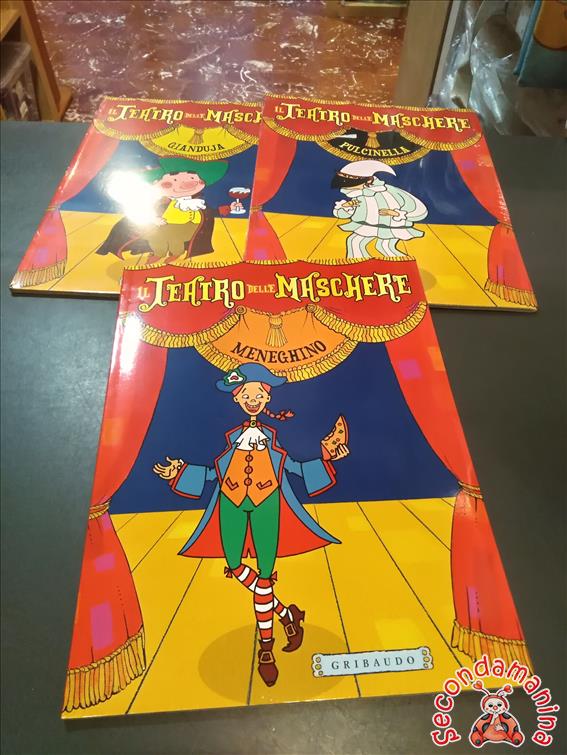 IL TEATRO DELLE MASCHERE
GIANDUJA
IL TEATRO DELLE MASCHERE
PULCINELLA
IL TEATRO DELLE MASCHERE
MENEGHINO
GRIBAUDO
Secondamanina